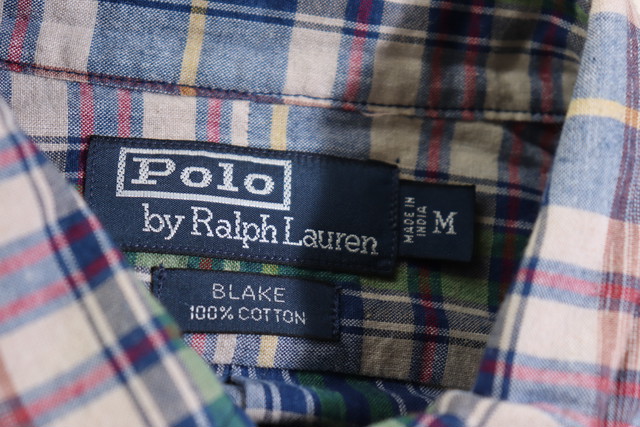 Polo
by Ralph Lauren
MADE IN
INDIA
M
BLAKE
100% COTTON